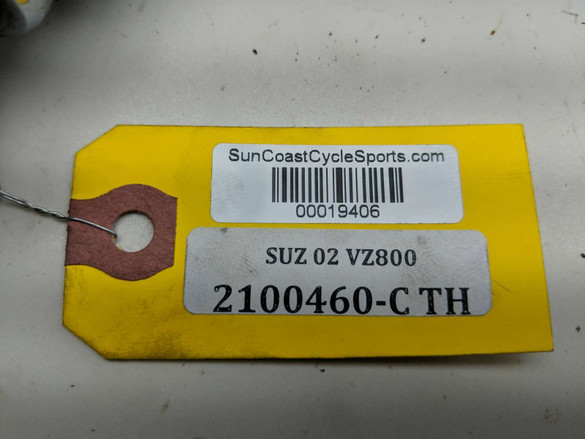 SunCoastCycleSports.com
00019406
SUZ 02 VZ800
2100460-C TH